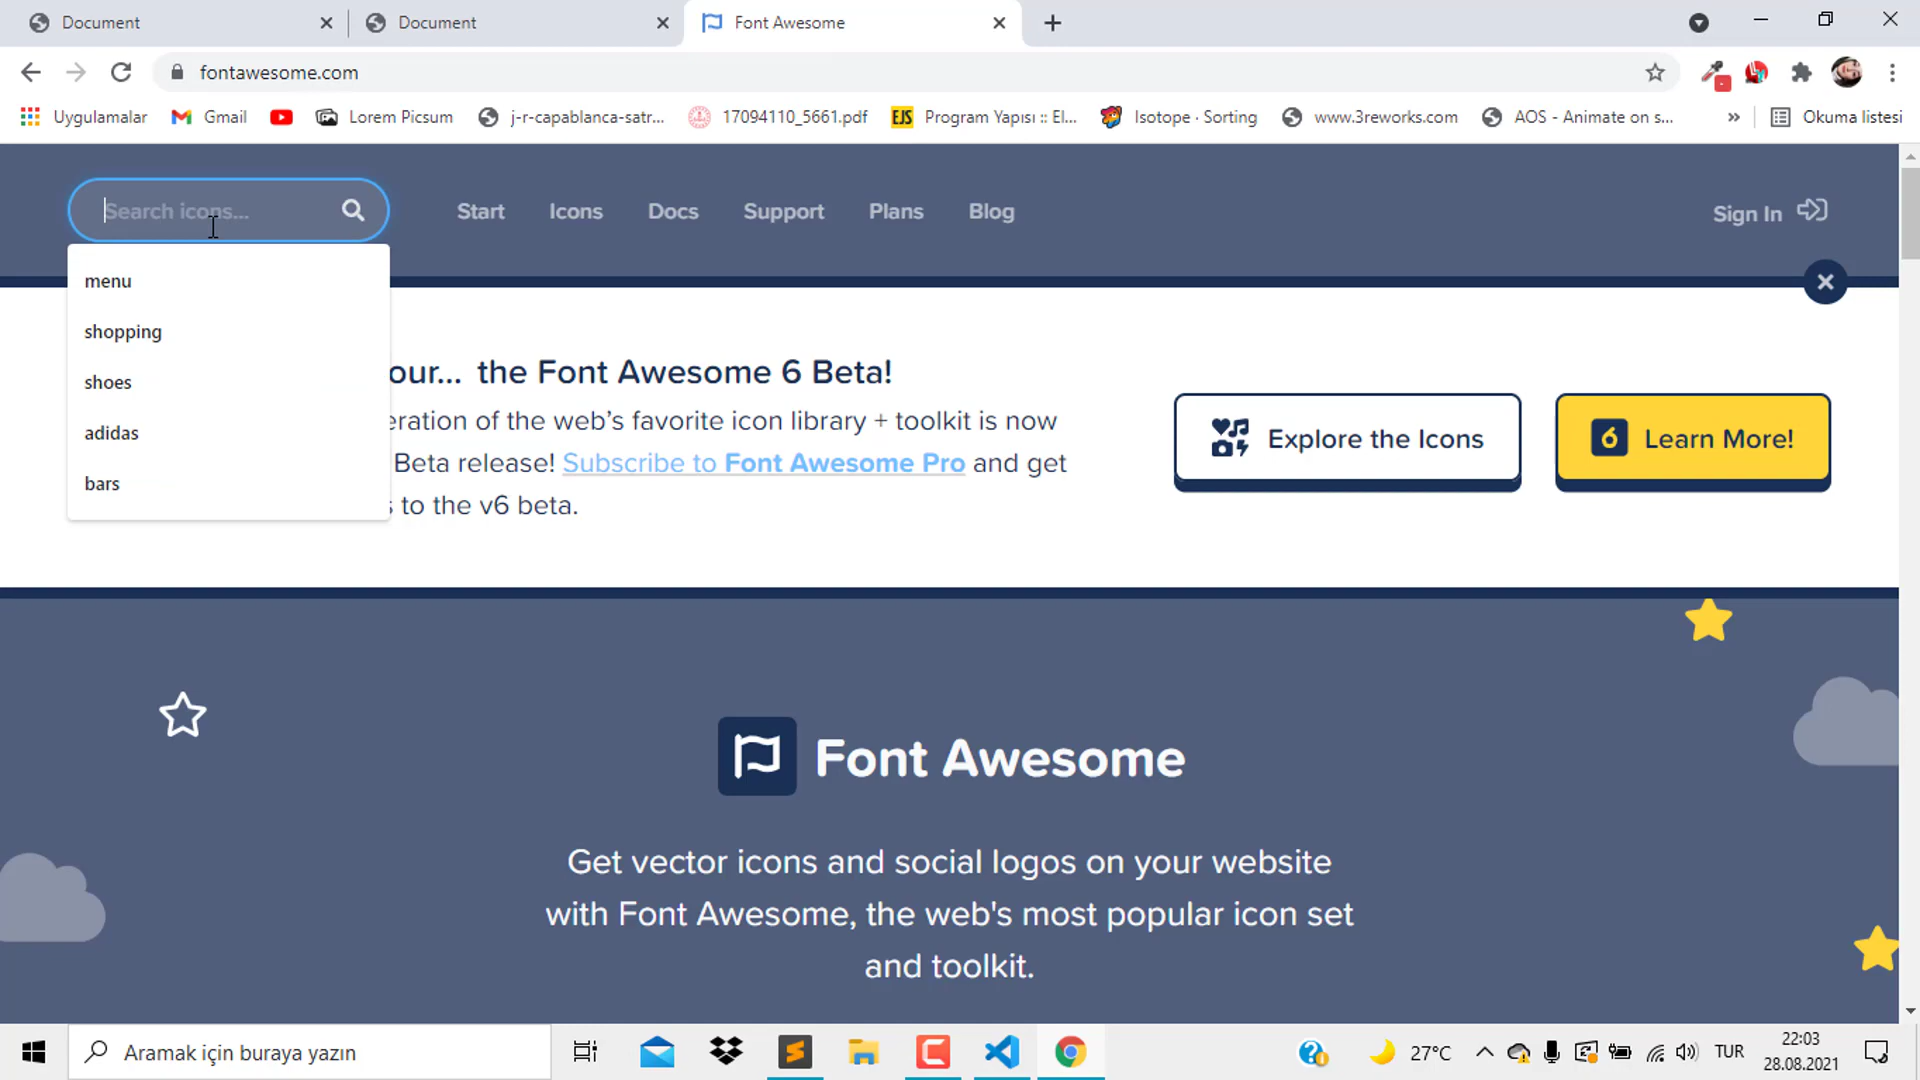 Document
Document
Font Awesome
fontawesome.com
Uygulamalar
Gmail
Lorem Picsum
j-r-capablanca-satr...
17094110_5661.pdf
EJS
Program Yapısı :: El...
Isotope · Sorting
www.3reworks.com
AOS - Animate on s...
»
Okuma listesi
Search icons...
Start
Icons
Docs
Support
Plans
Blog
Sign In
menu
shopping
shoes
adidas
bars
our... the Font Awesome 6 Beta!
eration of the web’s favorite icon library + toolkit is now
Beta release! Subscribe to Font Awesome Pro and get
to the v6 beta.
Explore the Icons
6 Learn More!
Font Awesome
Get vector icons and social logos on your website
with Font Awesome, the web's most popular icon set
and toolkit.
Aramak için buraya yazın
27°C
TUR
22:03
28.08.2021